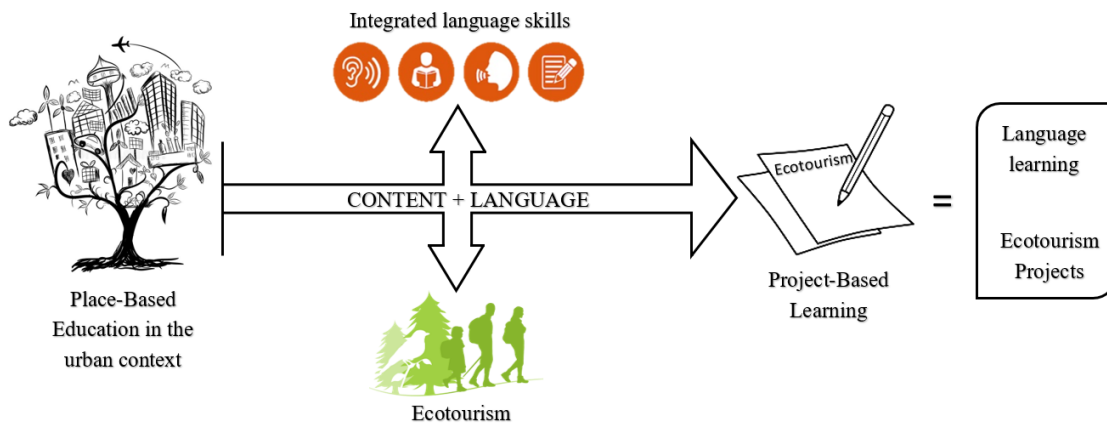 Integrated language skills
CONTENT + LANGUAGE
Place-Based
Education in the
urban context
Ecotourism
Ecotourism
Project-Based
Learning
=
Language
learning
Ecotourism
Projects